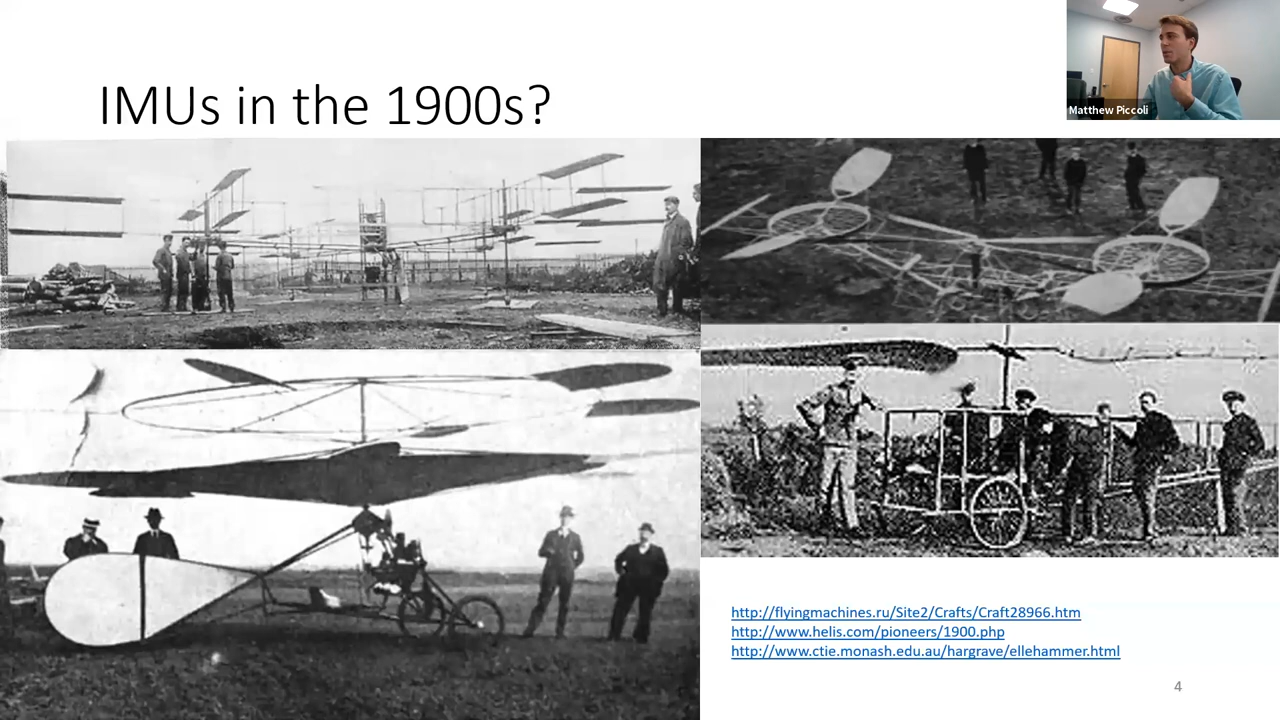 IMUs in the 1900s?
Matthew Piccoli
http://flyingmachines.ru/Site2/Crafts/Craft28966.htm
http://www.helis.com/pioneers/1900.php
http://www.ctie.monash.edu.au/hargrave/ellehammer.html
4